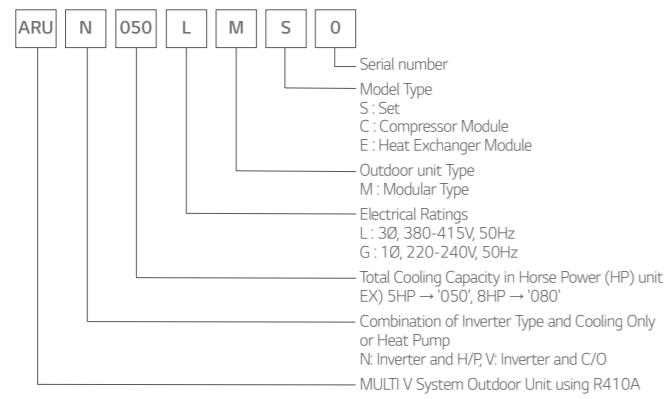 ARU N 050 L M S 0
Serial number
Model Type
S : Set
C : Compressor Module
E : Heat Exchanger Module
Outdoor unit Type
M : Modular Type
Electrical Ratings
L : 3Ø, 380-415V, 50Hz
G : 1Ø, 220-240V, 50Hz
Total Cooling Capacity in Horse Power (HP) unit
EX) 5HP → '050', 8HP → '080'
Combination of Inverter Type and Cooling Only
or Heat Pump
N: Inverter and H/P, V: Inverter and C/O
MULTI V System Outdoor Unit using R410A